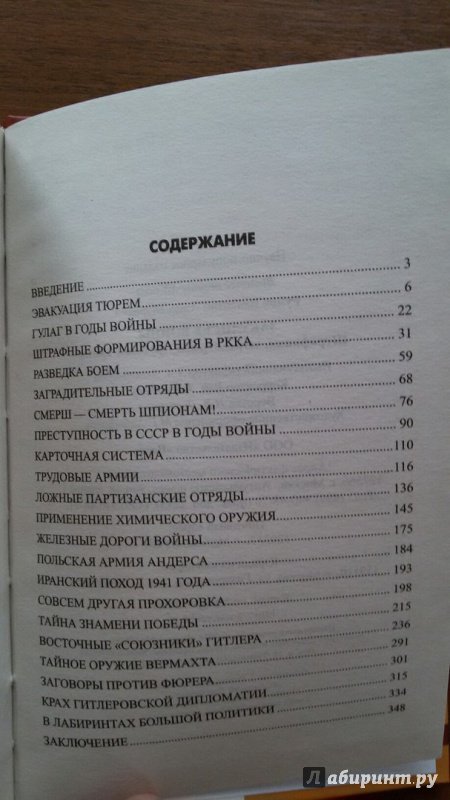 СОДЕРЖАНИЕ
ВВЕДЕНИЕ 3
ЭВАКУАЦИЯ ТЮРЕМ 6
ГУЛАГ В ГОДЫ ВОЙНЫ 22
ШТРАФНЫЕ ФОРМИРОВАНИЯ В РККА 31
РАЗВЕДКА БОЕМ 59
ЗАГРАДИТЕЛЬНЫЕ ОТРЯДЫ 68
СМЕРШ — СМЕРТЬ ШПИОНАМ! 76
ПРЕСТУПНОСТЬ В СССР В ГОДЫ ВОЙНЫ 90
КАРТОЧНАЯ СИСТЕМА 110
ТРУДОВЫЕ АРМИИ 116
ЛОЖНЫЕ ПАРТИЗАНСКИЕ ОТРЯДЫ 136
ПРИМЕНЕНИЕ ХИМИЧЕСКОГО ОРУЖИЯ 145
ЖЕЛЕЗНЫЕ ДОРОГИ ВОЙНЫ 175
ПОЛЬСКАЯ АРМИЯ АНДЕРСА 184
ИРАНСКИЙ ПОХОД 1941 ГОДА 193
СОВСЕМ ДРУГАЯ ПРОХОРОВКА 198
ТАЙНА ЗНАМЕНИ ПОБЕДЫ 215
ВОСТОЧНЫЕ «СОЮЗНИКИ» ГИТЛЕРА 236
ТАЙНОЕ ОРУЖИЕ ВЕРМАХТА 291
ЗАГОВОРЫ ПРОТИВ ФЮРЕРА 301
КРАХ ГИТЛЕРОВСКОЙ ДИПЛОМАТИИ 315
В ЛАБИРИНТАХ БОЛЬШОЙ ПОЛИТИКИ 334
ЗАКЛЮЧЕНИЕ 348
Лабиринт.ру